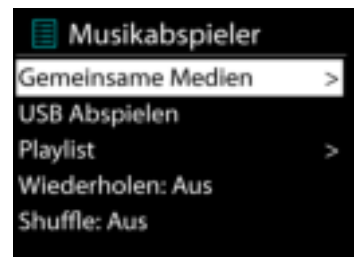 Musikabspieler
Gemeinsame Medien >
USB Abspielen
Playlist >
Wiederholen: Aus
Shuffle: Aus